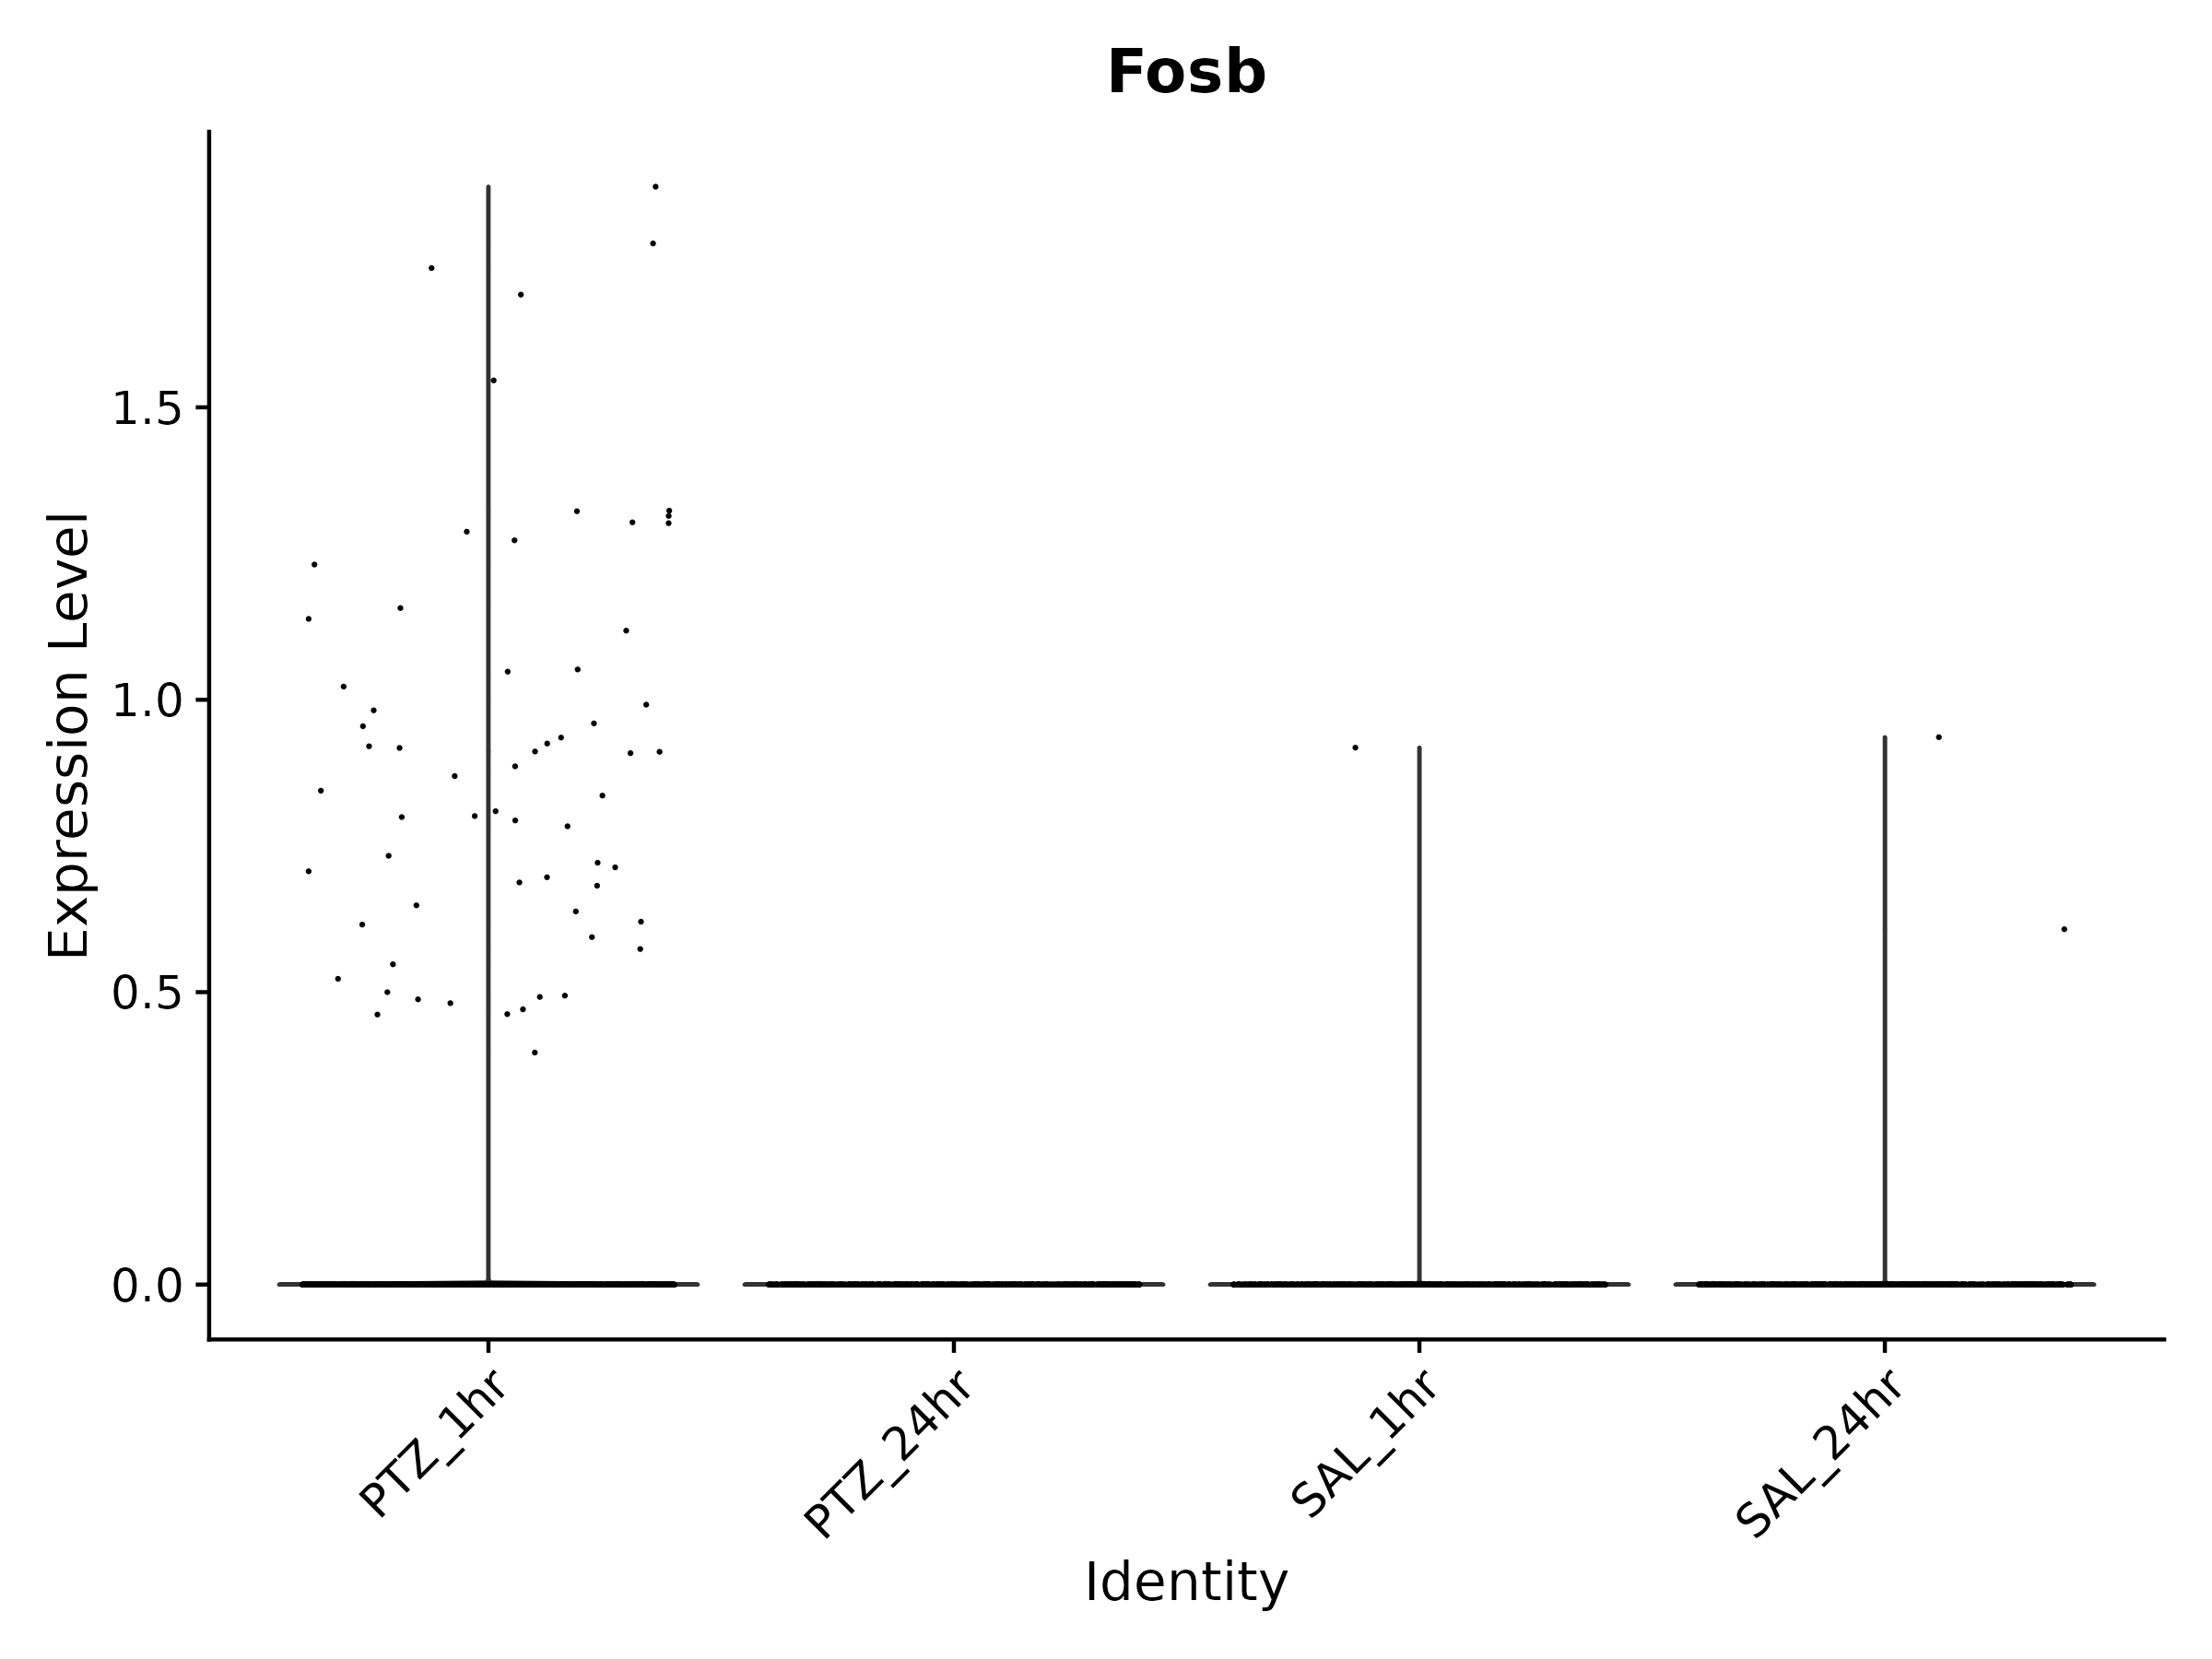 Fosb
Expression Level
1.5
1.0
0.5
0.0
PTZ_1hr
PTZ_24hr
SAL_1hr
SAL_24hr
Identity